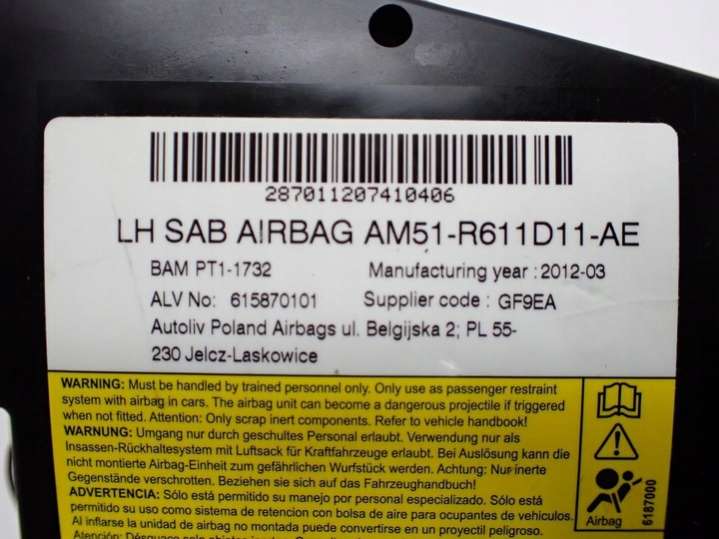 287011207410406
LH SAB AIRBAG AM51-R611D11-AE
BAM PT1-1732 Manufacturing year : 2012-03
ALV No: 615870101 Supplier code : GF9EA
Autoliv Poland Airbags ul. Belgijska 2; PL 55-
230 Jelcz-Laskowice
WARNING: Must be handled by trained personnel only. Only use as passenger restraint
system with airbag in cars. The airbag unit can become a dangerous projectile if triggered
when not fitted. Attention: Only scrap inert components. Refer to vehicle handbook!
WARNUNG: Umgang nur durch geschultes Personal erlaubt. Verwendung nur als
Insassen-Rückhaltesystem mit Luftsack für Kraftfahrzeuge erlaubt. Bei Auslösung kann die
nicht montierte Airbag-Einheit zum gefährlichen Wurfstück werden. Achtung: Nur inerte
Gegenstände verschrotten. Beziehen sie sich auf das Fahrzeughandbuch!
ADVERTENCIA: Sólo está permitido su manejo por personal especializado. Sólo está
permitido su uso como sistema de retencion con bolsa de aire para ocupantes de vehiculos.
Al inflarse la unidad de airbag no montada puede convertirse en un proyectil peligroso.
Atención:
Airbag
6187000